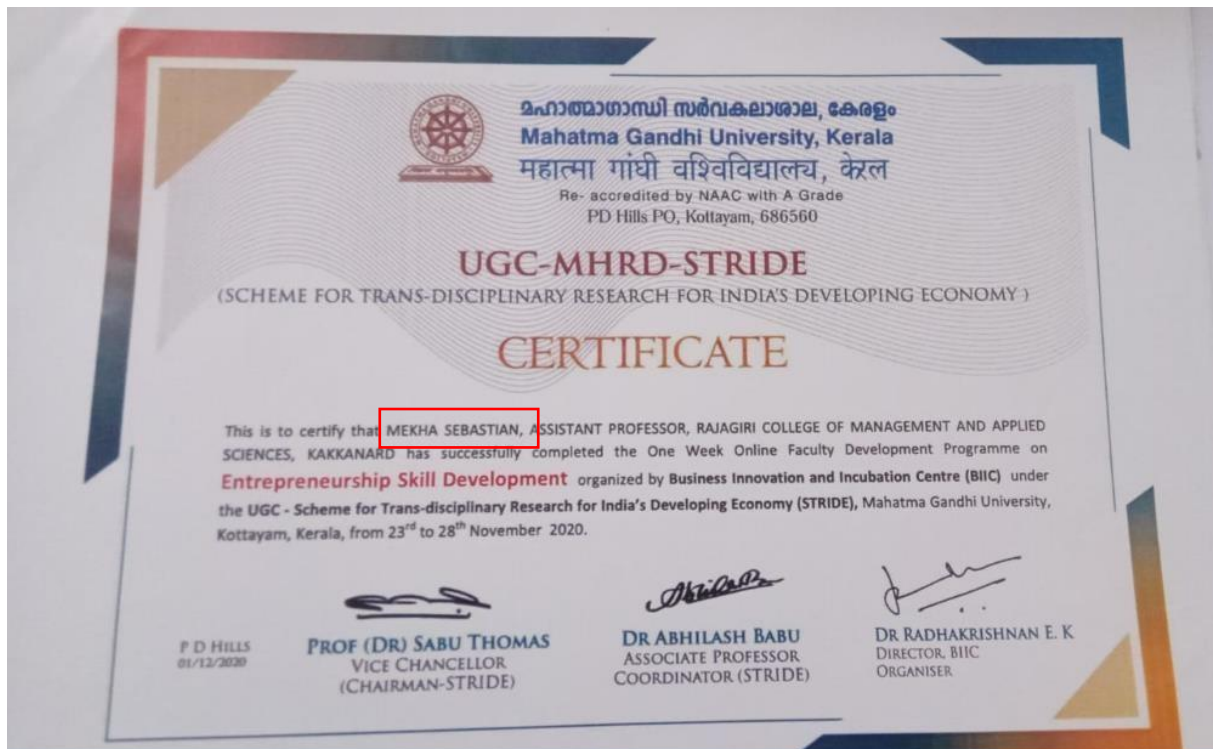 മഹാത്മാഗാന്ധി സർവകലാശാല, കേരളം
Mahatma Gandhi University, Kerala
महात्मा गांधी वश्विविद्यालय, केरल
Re- accredited by NAAC with A Grade
PD Hills PO, Kottayam, 686560
UGC-MHRD-STRIDE
(SCHEME FOR TRANS-DISCIPLINARY RESEARCH FOR INDIA'S DEVELOPING ECONOMY )
CERTIFICATE
This is to certify that MEKHA SEBASTIAN, ASSISTANT PROFESSOR, RAJAGIRI COLLEGE OF MANAGEMENT AND APPLIED
SCIENCES, KAKKANARD has successfully completed the One Week Online Faculty Development Programme on
Entrepreneurship Skill Development organized by Business Innovation and Incubation Centre (BIIC) under
the UGC - Scheme for Trans-disciplinary Research for India's Developing Economy (STRIDE), Mahatma Gandhi University,
Kottayam, Kerala, from 23rd to 28th November 2020.
P D HILLS
01/12/2020
PROF (DR) SABU THOMAS
VICE CHANCELLOR
(CHAIRMAN-STRIDE)
DR ABHILASH BABU
ASSOCIATE PROFESSOR
COORDINATOR (STRIDE)
DR RADHAKRISHNAN E. K
DIRECTOR, BIIC
ORGANISER